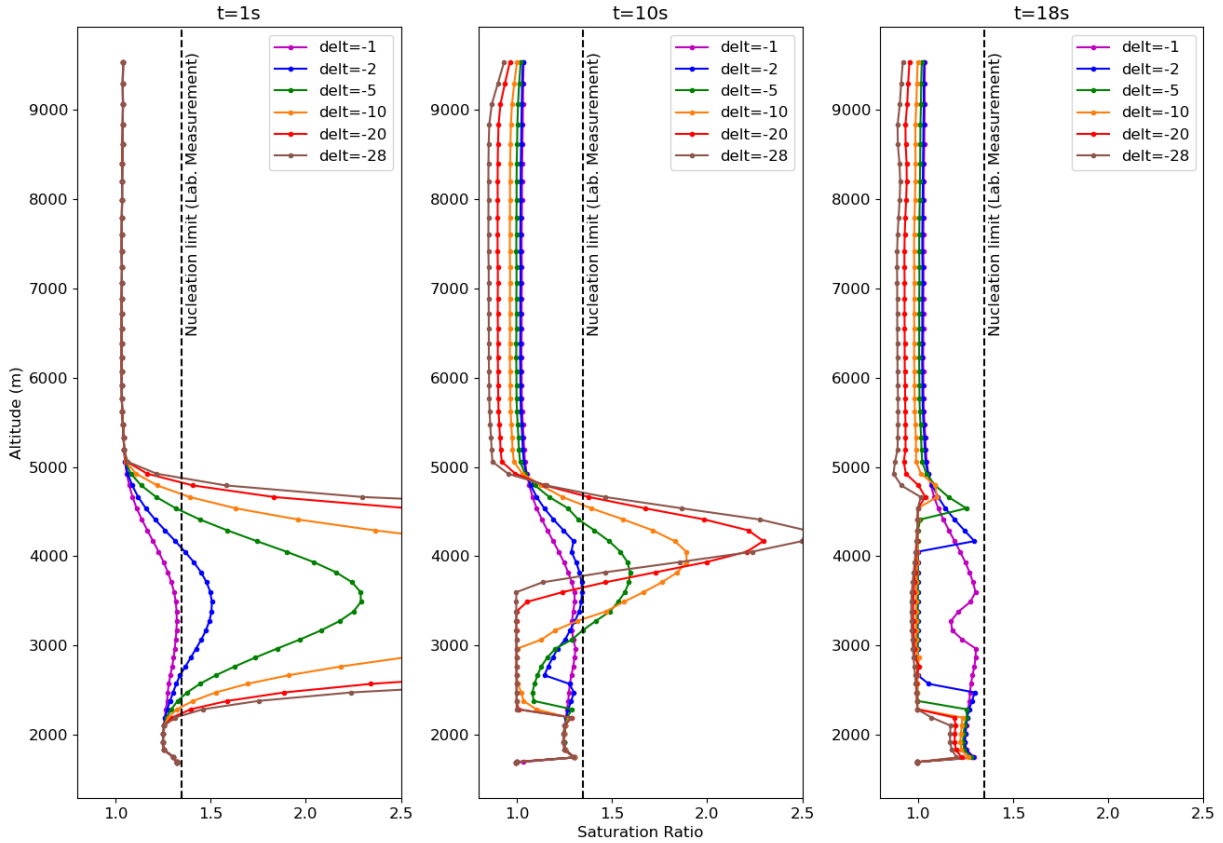 t=1s
t=10s
t=18s
Altitude (m)
9000
8000
7000
6000
5000
4000
3000
2000
1.0
1.5
2.0
2.5
delt=-1
delt=-2
delt=-5
delt=-10
delt=-20
delt=-28
Nucleation limit (Lab. Measurement)
9000
8000
7000
6000
5000
4000
3000
2000
1.0
1.5
2.0
2.5
delt=-1
delt=-2
delt=-5
delt=-10
delt=-20
delt=-28
Nucleation limit (Lab. Measurement)
Saturation Ratio
9000
8000
7000
6000
5000
4000
3000
2000
1.0
1.5
2.0
2.5
delt=-1
delt=-2
delt=-5
delt=-10
delt=-20
delt=-28
Nucleation limit (Lab. Measurement)